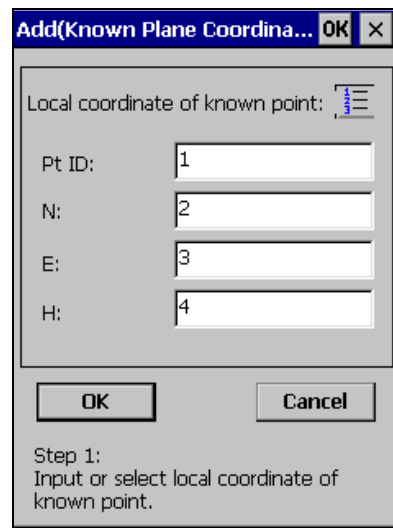 Add(Known Plane Coordina... OK ×
Local coordinate of known point:
Pt ID: 1
N: 2
E: 3
H: 4
OK Cancel
Step 1:
Input or select local coordinate of
known point.